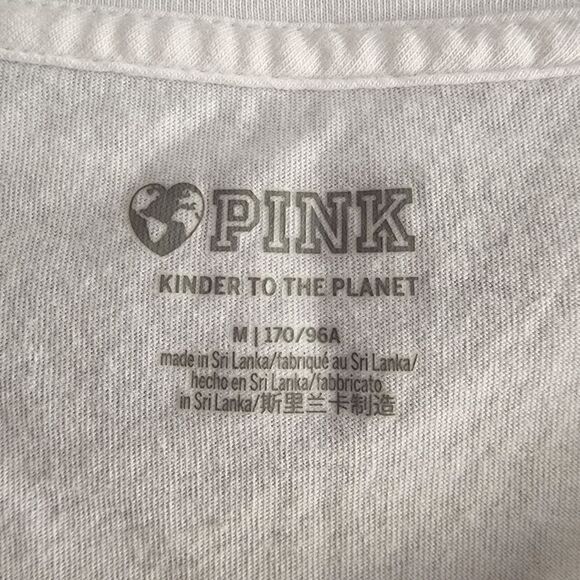 PINK
KINDER TO THE PLANET
M | 170/96A
made in Sri Lanka/fabriqué au Sri Lanka/
hecho en Sri Lanka/fabbricato
in Sri Lanka/斯里兰卡制造